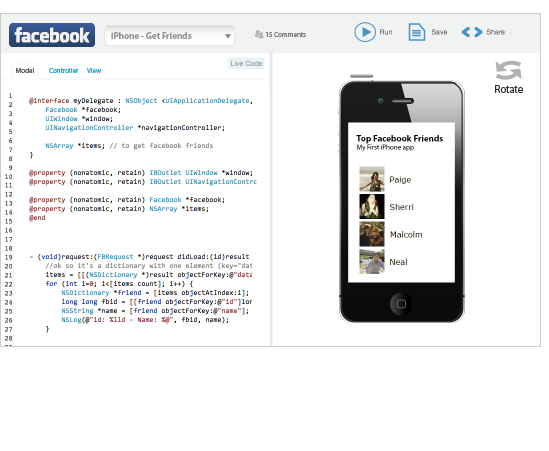 facebook
iPhone - Get Friends
15 Comments
Run
Save
Share
Model
Controller
View
Live Code
Rotate
1
2 @interface myDelegate : NSObject <UIApplicationDelegate,
3 Facebook *facebook;
4 UIWindow *window;
5 UINavigationController *navigationController;
6
7 NSArray *items; // to get facebook friends
8 }
9
10 @property (nonatomic, retain) IBOutlet UIWindow *window;
11 @property (nonatomic, retain) IBOutlet UINavigationContrc
12
13 @property (nonatomic, retain) Facebook *facebook;
14 @property (nonatomic, retain) NSArray *items;
15 @end
16
17
18
19 - (void)request:(FBRequest *)request didLoad:(id)result
20 //ok so it's a dictionary with one element (key="dat
21 items = [[(NSDictionary *)result objectForKey:@"data
22 for (int i=0; i<[items count]; i++) {
23 NSDictionary *friend = [items objectAtIndex:i];
24 long long fbid = [[friend objectForKey:@"id"]lor
25 NSString *name = [friend objectForKey:@"name"];
26 NSLog(@"id: %lld - Name: %@", fbid, name);
27 }
28
Top Facebook Friends
My First iPhone app
Paige
Sherri
Malcolm
Neal